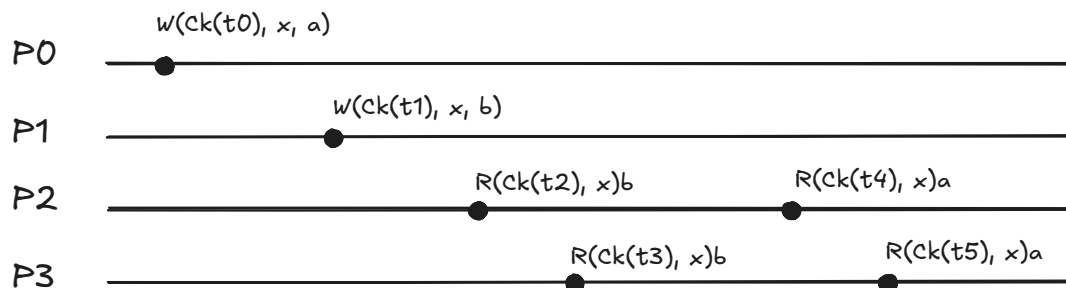 W(Ck(t0), x, a)
P0
W(Ck(t1), x, b)
P1
R(Ck(t2), x)b
R(Ck(t4), x)a
P2
R(Ck(t3), x)b
R(Ck(t5), x)a
P3